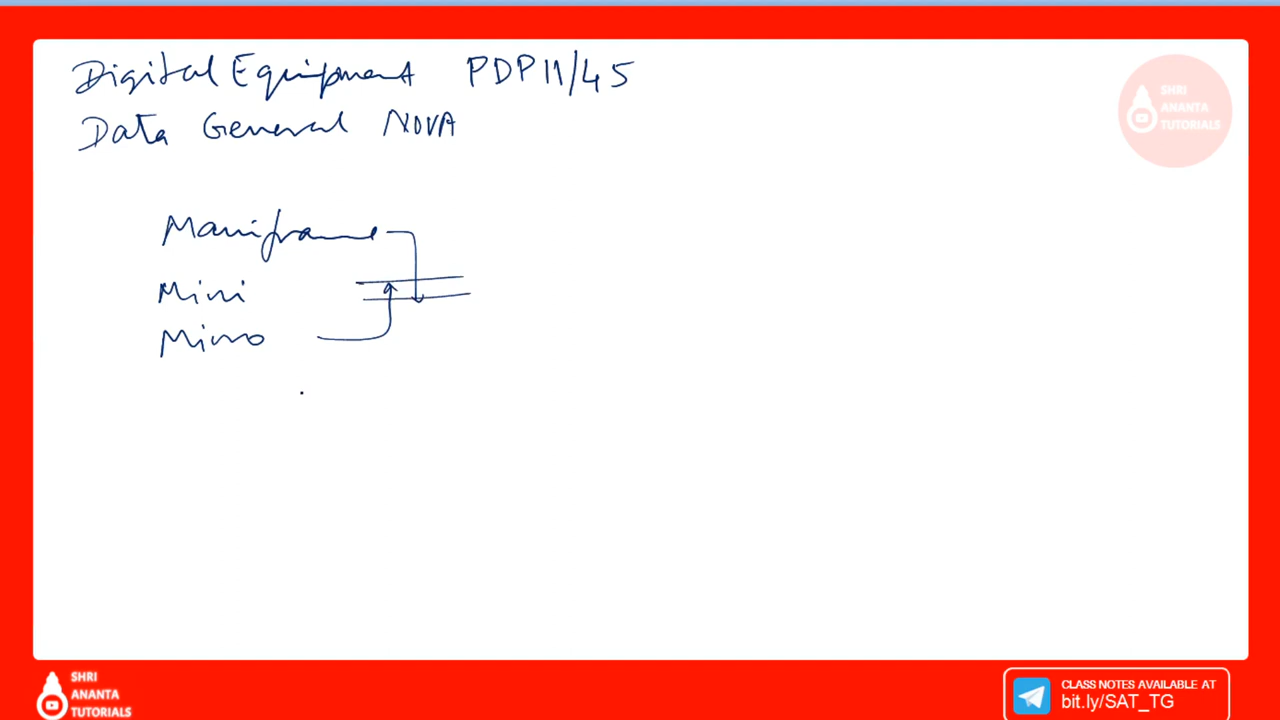 Digital Equipment PDP11/45
Data General NOVA
Mainframe
Mini
Micro
SHRI
ANANTA
TUTORIALS
SHRI
ANANTA
TUTORIALS
CLASS NOTES AVAILABLE AT
bit.ly/SAT_TG